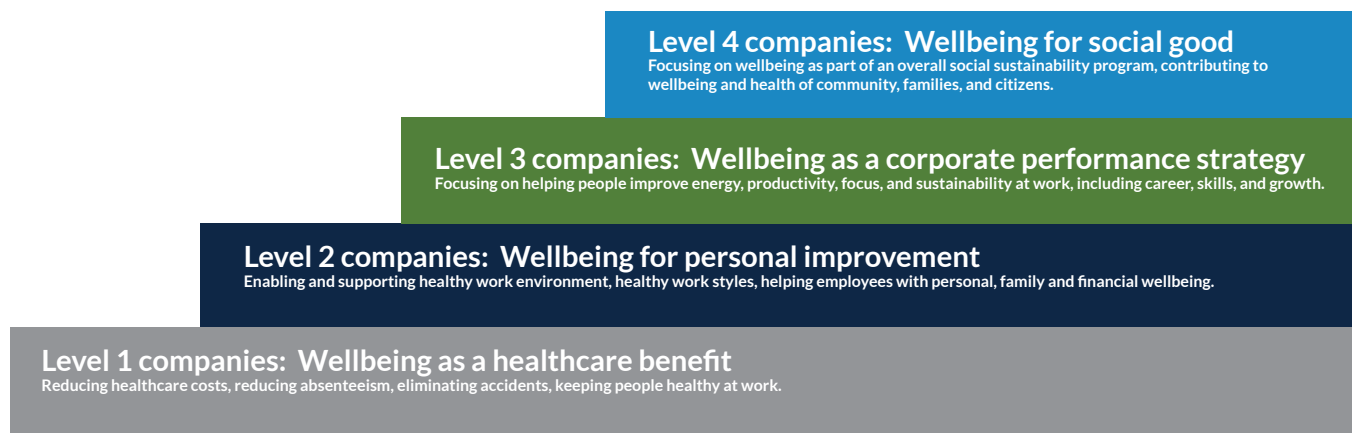 Level 4 companies:  Wellbeing for social good
Focusing on wellbeing as part of an overall social sustainability program, contributing to
wellbeing and health of community, families, and citizens.
Level 3 companies:  Wellbeing as a corporate performance strategy
Focusing on helping people improve energy, productivity, focus, and sustainability at work, including career, skills, and growth.
Level 2 companies:  Wellbeing for personal improvement
Enabling and supporting healthy work environment, healthy work styles, helping employees with personal, family and financial wellbeing.
Level 1 companies:  Wellbeing as a healthcare benefit
Reducing healthcare costs, reducing absenteeism, eliminating accidents, keeping people healthy at work.